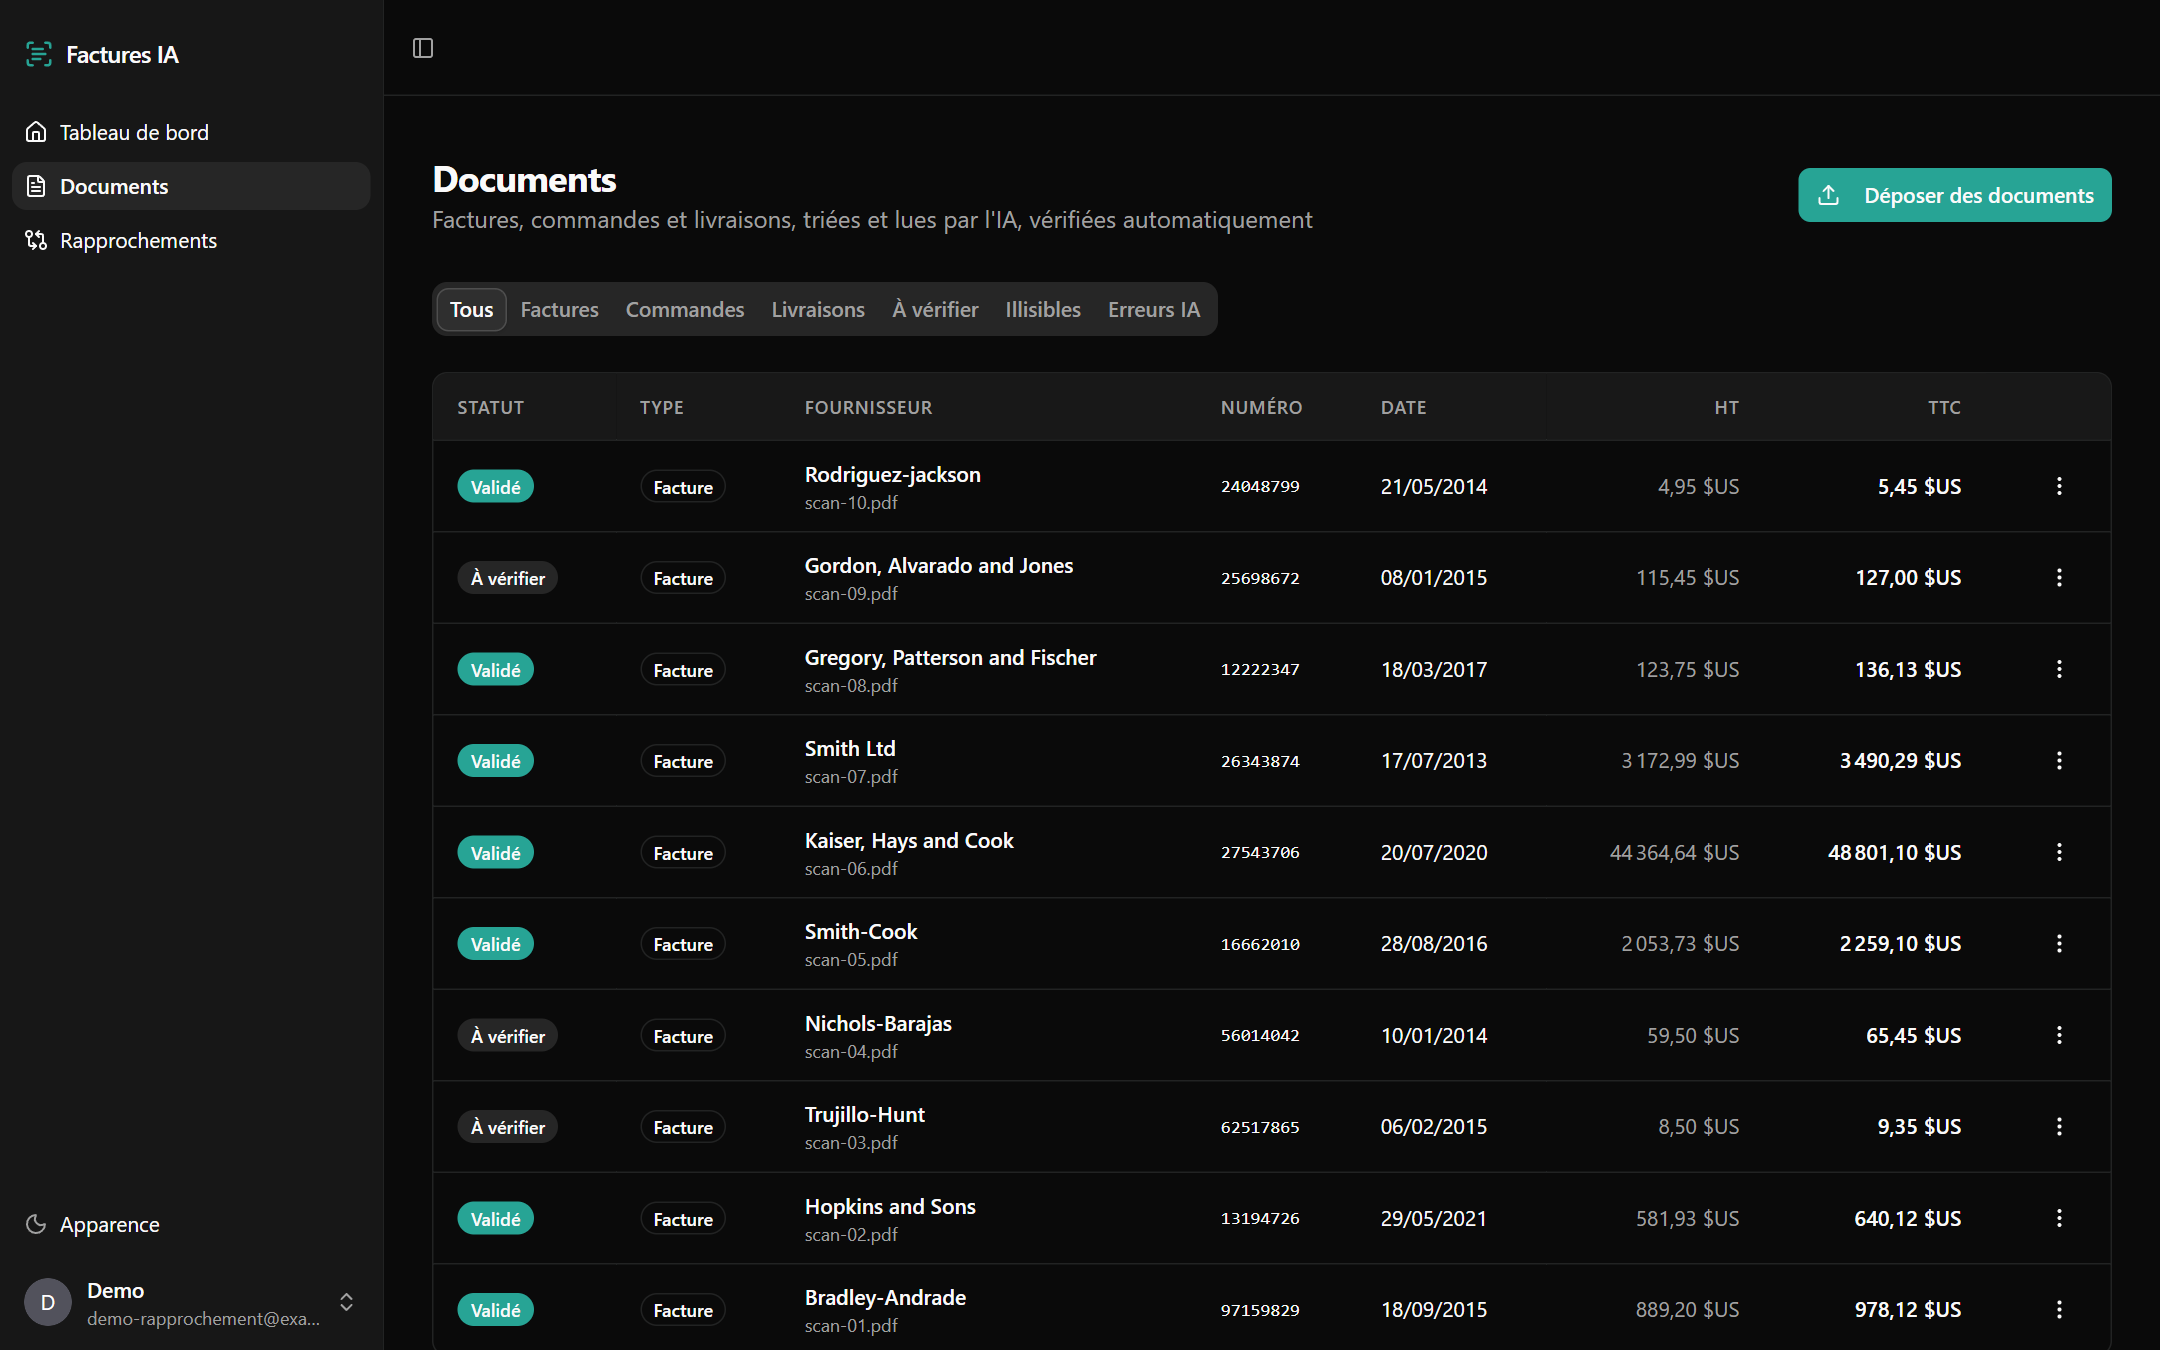 Factures IA
Tableau de bord
Documents
Rapprochements
Apparence
D
Demo
demo-rapprochement@exa...
Documents
Factures, commandes et livraisons, triées et lues par l'IA, vérifiées automatiquement
Déposer des documents
Tous Factures Commandes Livraisons À vérifier Illisibles Erreurs IA
STATUT TYPE FOURNISSEUR NUMÉRO DATE HT TTC
Validé Facture Rodriguez-jackson 24048799 21/05/2014 4,95 $US 5,45 $US
scan-10.pdf
À vérifier Facture Gordon, Alvarado and Jones 25698672 08/01/2015 115,45 $US 127,00 $US
scan-09.pdf
Validé Facture Gregory, Patterson and Fischer 12222347 18/03/2017 123,75 $US 136,13 $US
scan-08.pdf
Validé Facture Smith Ltd 26343874 17/07/2013 3 172,99 $US 3 490,29 $US
scan-07.pdf
Validé Facture Kaiser, Hays and Cook 27543706 20/07/2020 44 364,64 $US 48 801,10 $US
scan-06.pdf
Validé Facture Smith-Cook 16662010 28/08/2016 2 053,73 $US 2 259,10 $US
scan-05.pdf
À vérifier Facture Nichols-Barajas 56014042 10/01/2014 59,50 $US 65,45 $US
scan-04.pdf
À vérifier Facture Trujillo-Hunt 62517865 06/02/2015 8,50 $US 9,35 $US
scan-03.pdf
Validé Facture Hopkins and Sons 13194726 29/05/2021 581,93 $US 640,12 $US
scan-02.pdf
Validé Facture Bradley-Andrade 97159829 18/09/2015 889,20 $US 978,12 $US
scan-01.pdf